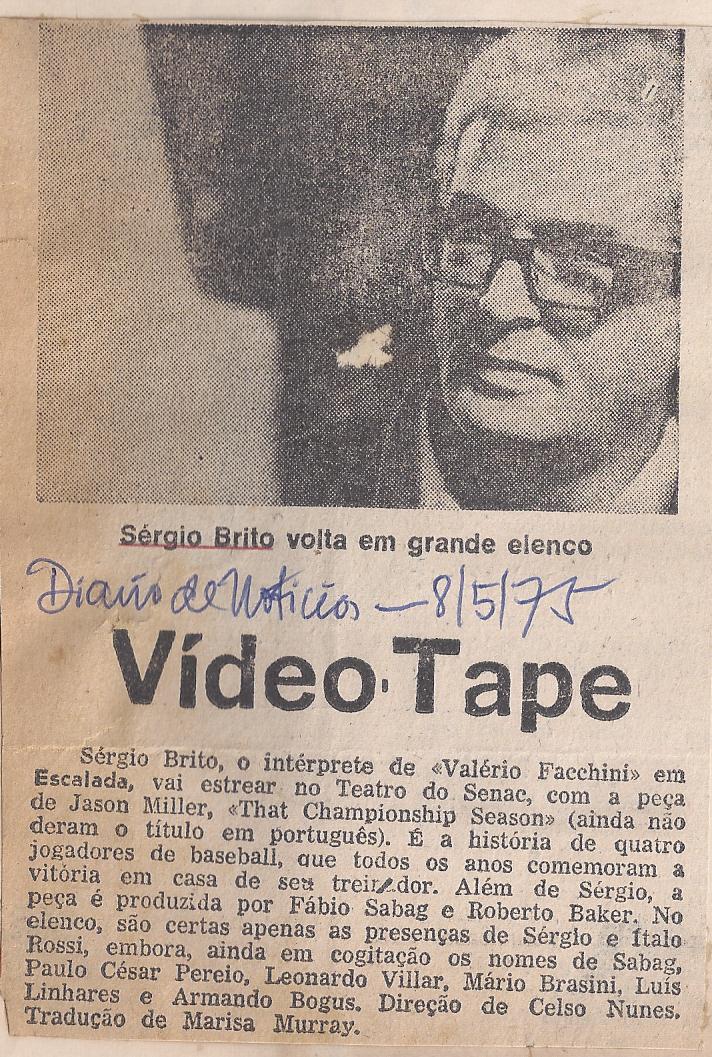 Sérgio Brito volta em grande elenco
Diário de Notícias — 8/5/75
Vídeo-Tape
Sérgio Brito, o intérprete de «Valério Facchini» em
Escalada, vai estrear no Teatro do Senac, com a peça
de Jason Miller, «That Championship Season» (ainda não
deram o título em português). É a história de quatro
jogadores de baseball, que todos os anos comemoram a
vitória em casa de seu treinador. Além de Sérgio, a
peça é produzida por Fábio Sabag e Roberto Baker. No
elenco, são certas apenas as presenças de Sérgio e Ítalo
Rossi, embora, ainda em cogitação os nomes de Sabag,
Paulo César Pereio, Leonardo Villar, Mário Brasini, Luís
Linhares e Armando Bogus. Direção de Celso Nunes.
Tradução de Marisa Murray.